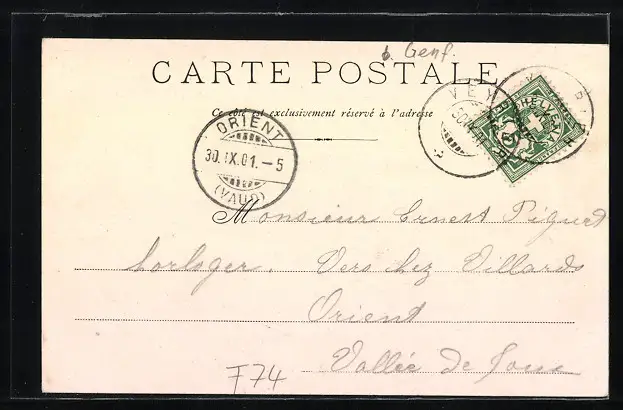 b. Genf.
CARTE POSTALE
Ce côté est exclusivement réservé à l'adresse
ORIENT
30.IX.01.-5
(VAUD)
HELVETIA
Monsieur Ernest Piguet
horloger. Vers chez Villards
Orient
Vallée de Joux
F74